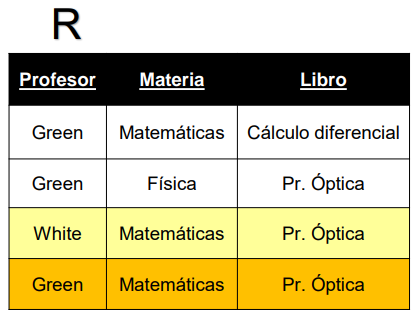 R
Profesor Materia Libro
Green Matemáticas Cálculo diferencial
Green Física Pr. Óptica
White Matemáticas Pr. Óptica
Green Matemáticas Pr. Óptica